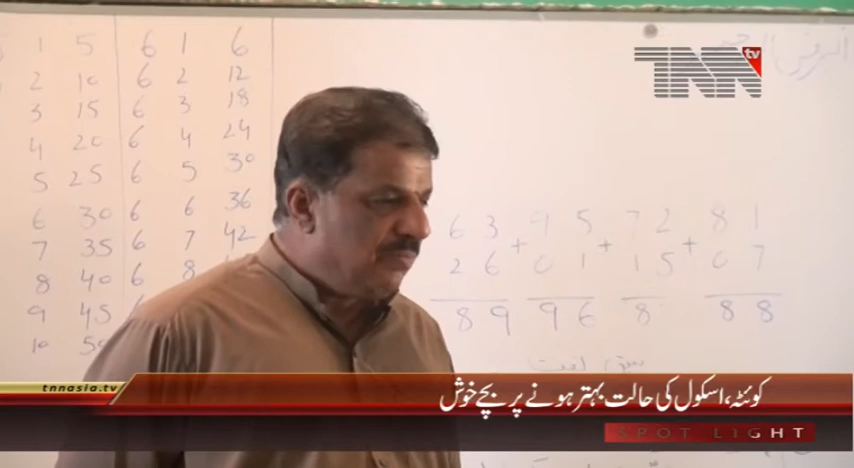 TNN tv
1 5 6 1 6
2 10 6 2 12
3 15 6 3 18
4 20 6 4 24
5 25 6 5 30
6 30 6 6 36
7 35 6 7 42
8 40 6 8
9 45
10
63 + 95 + 72 + 81
26 01 15 07
89 96 8 88
کوئٹہ، اسکول کی حالت بہتر ہونے پر بچے خوش
tnnasia.tv
SPOT LIGHT